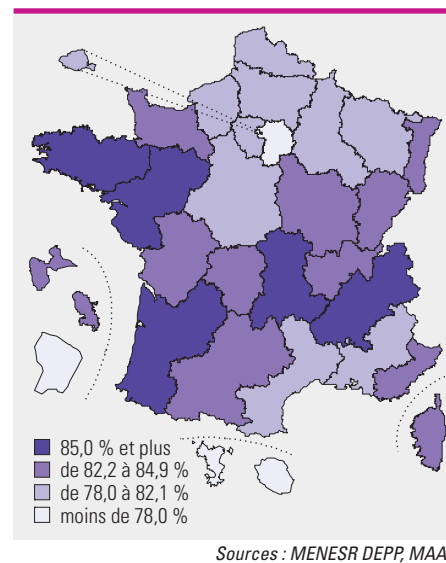 85,0 % et plus
de 82,2 à 84,9 %
de 78,0 à 82,1 %
moins de 78,0 %
Sources : MENESR DEPP, MAA